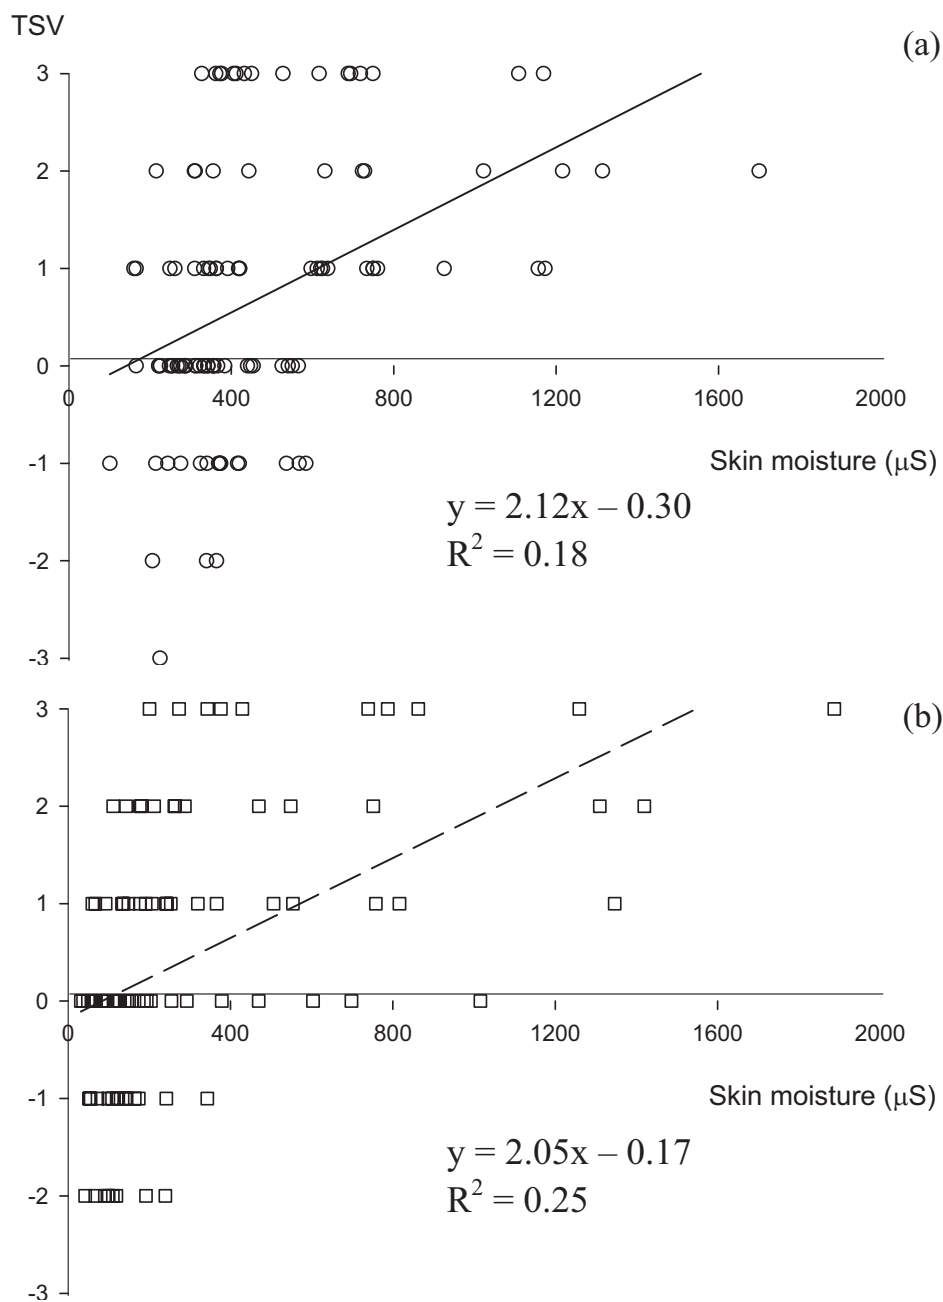 TSV
(a)
3
2
1
0
0 400 800 1200 1600 2000
-1
Skin moisture (μS)
y = 2.12x – 0.30
R² = 0.18
-2
-3
3
(b)
2
1
0
0 400 800 1200 1600 2000
-1
Skin moisture (μS)
y = 2.05x – 0.17
R² = 0.25
-2
-3